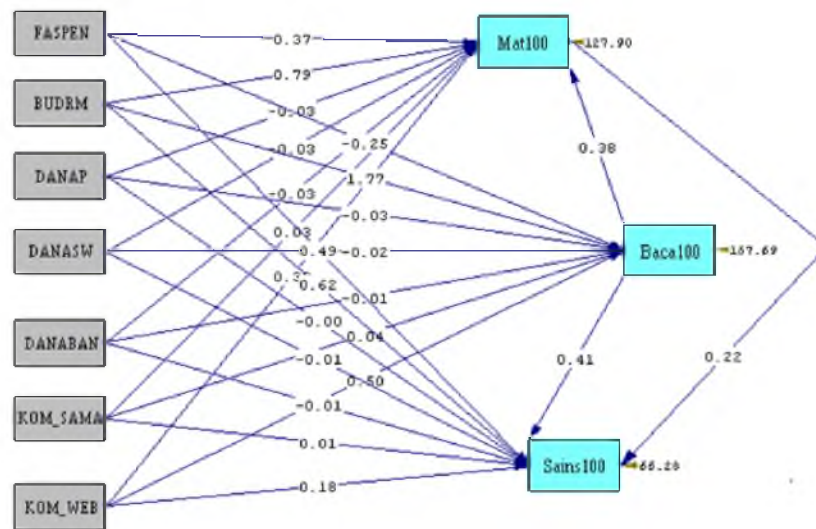 FASPEN
BUDRM
DANAP
DANASW
DANABAN
KOM_SAMA
KOM_WEB
Mat100
Baca100
Sains100
127.90
157.69
66.28
0.37
0.79
-0.03
-0.03
-0.03
0.03
-0.25
1.77
-0.03
-0.02
-0.01
0.04
0.50
0.49
0.62
-0.00
-0.01
-0.01
0.01
0.18
0.38
0.41
0.22